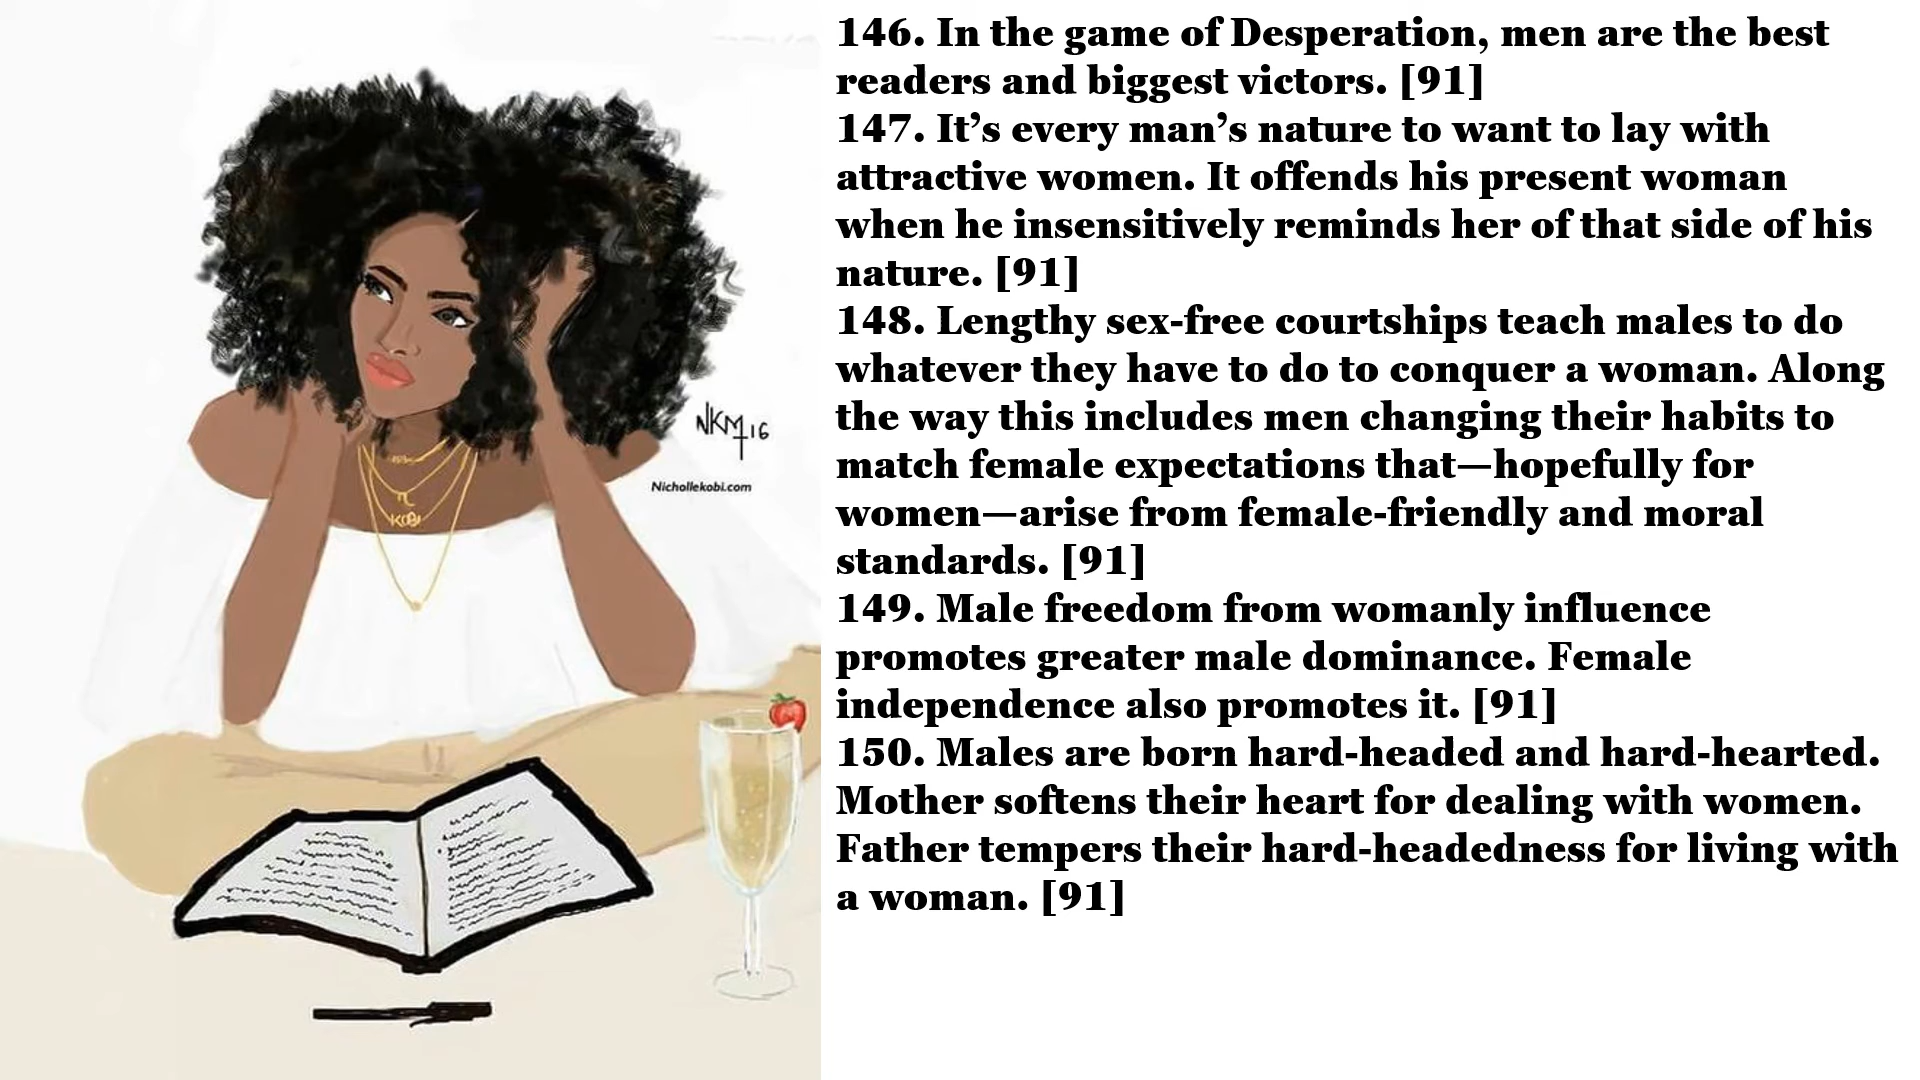 146. In the game of Desperation, men are the best
readers and biggest victors. [91]
147. It’s every man’s nature to want to lay with
attractive women. It offends his present woman
when he insensitively reminds her of that side of his
nature. [91]
148. Lengthy sex-free courtships teach males to do
whatever they have to do to conquer a woman. Along
the way this includes men changing their habits to
match female expectations that—hopefully for
women—arise from female-friendly and moral
standards. [91]
149. Male freedom from womanly influence
promotes greater male dominance. Female
independence also promotes it. [91]
150. Males are born hard-headed and hard-hearted.
Mother softens their heart for dealing with women.
Father tempers their hard-headedness for living with
a woman. [91]
NKM 16
Nichollekobi.com
KOBI